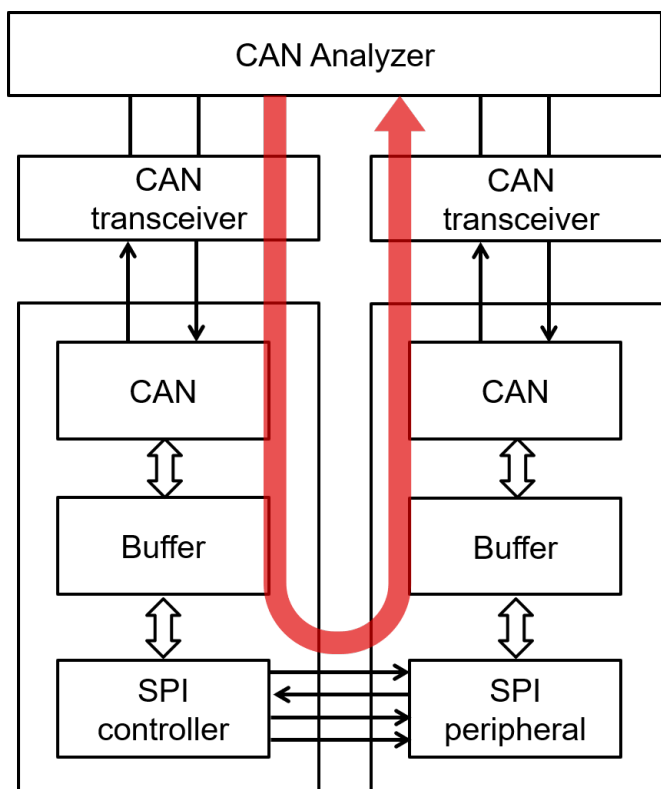 CAN Analyzer
CAN
transceiver
CAN
transceiver
CAN
CAN
Buffer
Buffer
SPI
controller
SPI
peripheral